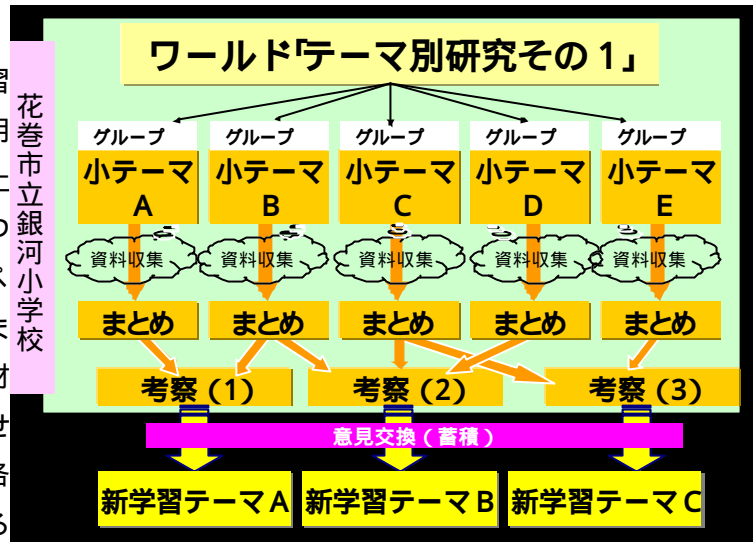 ワールド「テーマ別研究その1」
花巻市立銀河小学校
グループ グループ グループ グループ グループ
小テーマA 小テーマB 小テーマC 小テーマD 小テーマE
資料収集 資料収集 資料収集 資料収集 資料収集
まとめ まとめ まとめ まとめ まとめ
考察(1) 考察(2) 考察(3)
意見交換(蓄積)
新学習テーマA 新学習テーマB 新学習テーマC